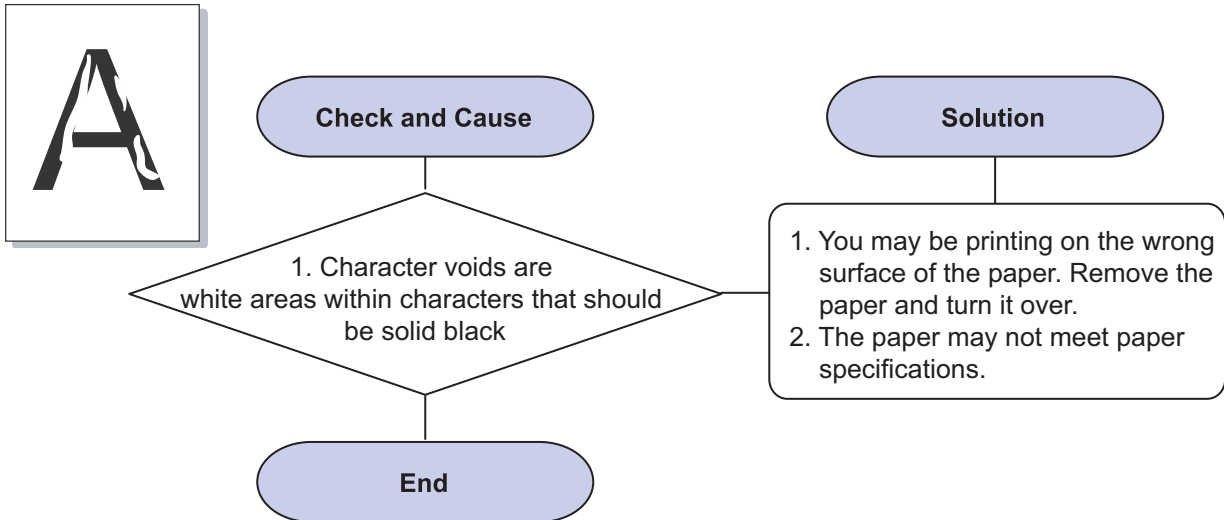 A
Check and Cause
1. Character voids are
white areas within characters that should
be solid black
End
Solution
1. You may be printing on the wrong
surface of the paper. Remove the
paper and turn it over.
2. The paper may not meet paper
specifications.